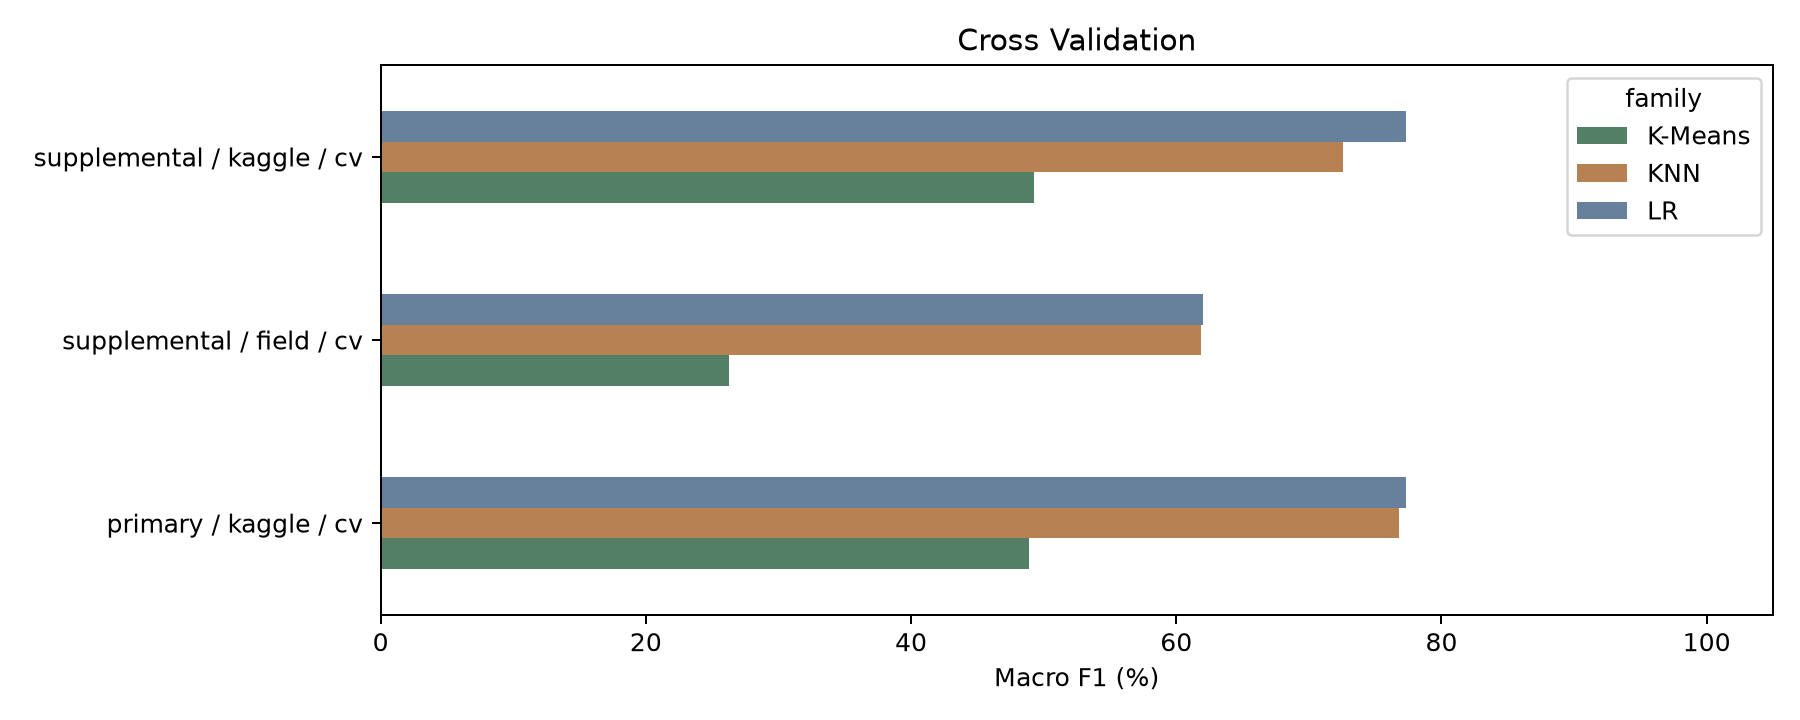 Cross Validation
family
K-Means
KNN
LR
supplemental / kaggle / cv
supplemental / field / cv
primary / kaggle / cv
0 20 40 60 80 100
Macro F1 (%)